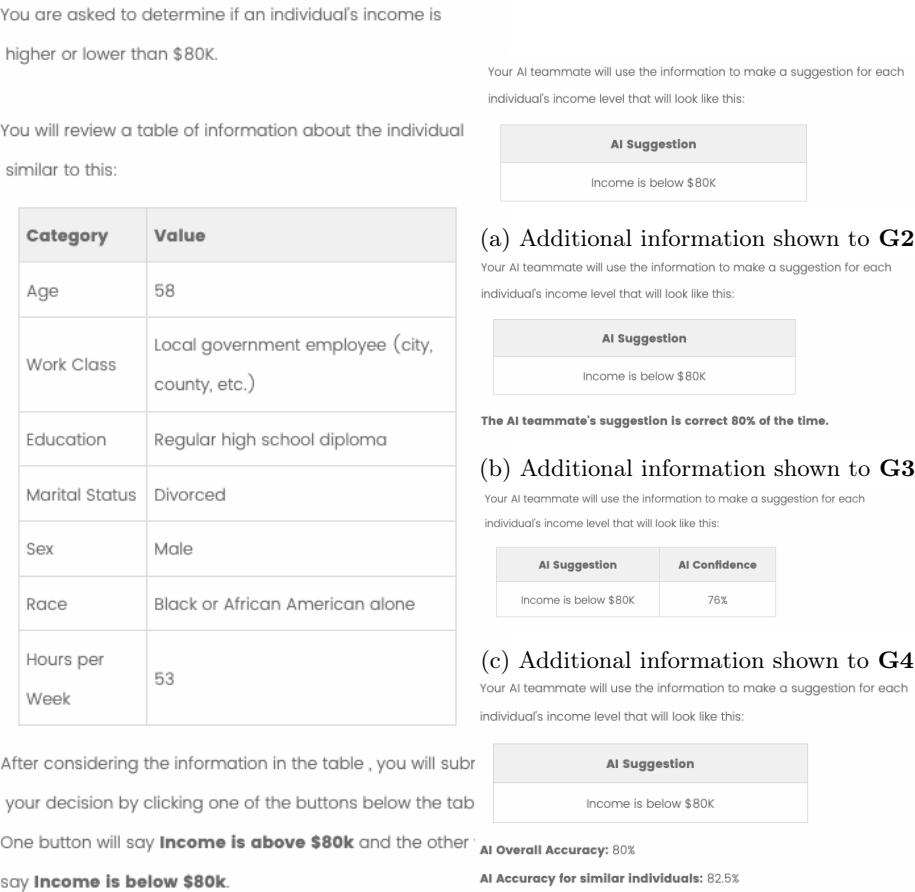 You are asked to determine if an individual's income is
higher or lower than $80K.
You will review a table of information about the individual
similar to this:
Category Value
Age 58
Work Class Local government employee (city,
county, etc.)
Education Regular high school diploma
Marital Status Divorced
Sex Male
Race Black or African American alone
Hours per
Week 53
After considering the information in the table , you will
your decision by clicking one of the buttons below the
One button will say Income is above $80k and the other
say Income is below $80k.
Your AI teammate will use the information to make a suggestion for each
individual's income level that will look like this:
AI Suggestion
Income is below $80K
(a) Additional information shown to G2
Your AI teammate will use the information to make a suggestion for each
individual's income level that will look like this:
AI Suggestion
Income is below $80K
The AI teammate's suggestion is correct 80% of the time.
(b) Additional information shown to G3
Your AI teammate will use the information to make a suggestion for each
individual's income level that will look like this:
AI Suggestion AI Confidence
Income is below $80K 76%
(c) Additional information shown to G4
Your AI teammate will use the information to make a suggestion for each
individual's income level that will look like this:
AI Suggestion
Income is below $80K
AI Overall Accuracy: 80%
AI Accuracy for similar individuals: 82.5%